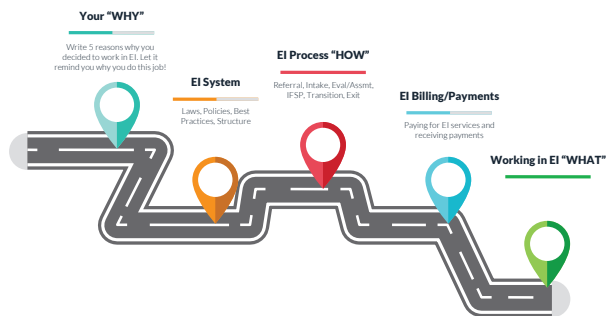 Your “WHY”
Write 5 reasons why you
decided to work in EI. Let it
remind you why you do this job!
EI System
Laws, Policies, Best
Practices, Structure
EI Process “HOW”
Referral, Intake, Eval/Assmt,
IFSP, Transition, Exit
EI Billing/Payments
Paying for EI services and
receiving payments
Working in EI “WHAT”